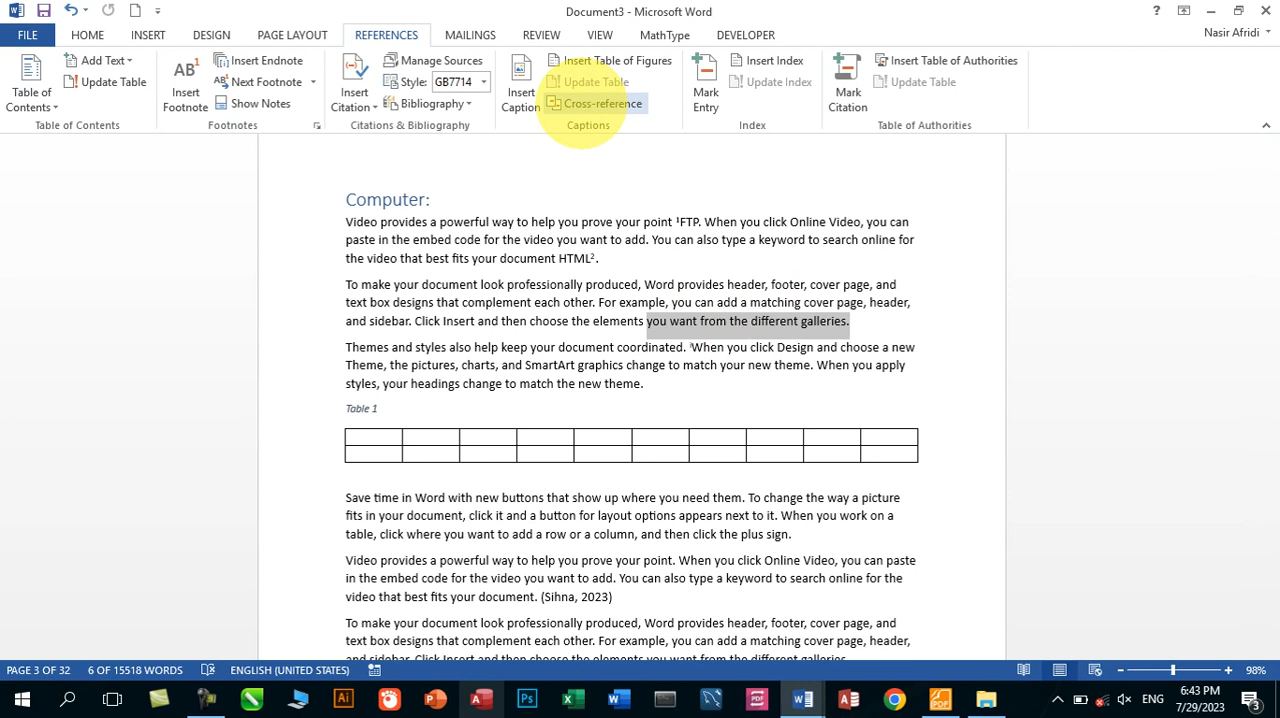 Document3 - Microsoft Word
FILE HOME INSERT DESIGN PAGE LAYOUT REFERENCES MAILINGS REVIEW VIEW MathType DEVELOPER
Nasir Afridi
Table of Contents
Add Text
Update Table
Table of Contents
AB¹
Insert Footnote
Insert Endnote
Next Footnote
Show Notes
Footnotes
Insert Citation
Manage Sources
Style: GB7714
Bibliography
Citations & Bibliography
Insert Caption
Insert Table of Figures
Update Table
Cross-reference
Captions
Mark Entry
Insert Index
Update Index
Index
Mark Citation
Insert Table of Authorities
Update Table
Table of Authorities
Computer:
Video provides a powerful way to help you prove your point ¹FTP. When you click Online Video, you can
paste in the embed code for the video you want to add. You can also type a keyword to search online for
the video that best fits your document HTML².
To make your document look professionally produced, Word provides header, footer, cover page, and
text box designs that complement each other. For example, you can add a matching cover page, header,
and sidebar. Click Insert and then choose the elements you want from the different galleries.
Themes and styles also help keep your document coordinated. ⁱWhen you click Design and choose a new
Theme, the pictures, charts, and SmartArt graphics change to match your new theme. When you apply
styles, your headings change to match the new theme.
Table 1
Save time in Word with new buttons that show up where you need them. To change the way a picture
fits in your document, click it and a button for layout options appears next to it. When you work on a
table, click where you want to add a row or a column, and then click the plus sign.
Video provides a powerful way to help you prove your point. When you click Online Video, you can paste
in the embed code for the video you want to add. You can also type a keyword to search online for the
video that best fits your document. (Sihna, 2023)
To make your document look professionally produced, Word provides header, footer, cover page, and
text box designs that complement each other. For example, you can add a matching cover page, header,
and sidebar. Click Insert and then choose the elements you want from the different galleries.
PAGE 3 OF 32 6 OF 15518 WORDS ENGLISH (UNITED STATES) 98%
ENG 6:43 PM
7/29/2023